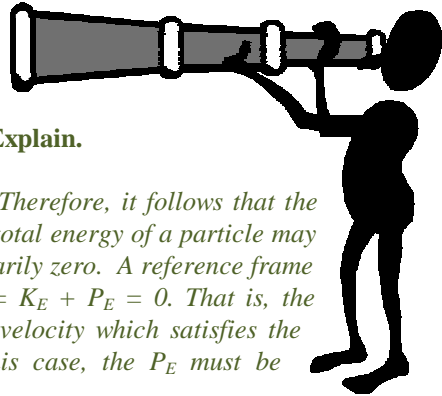 Explain.
Therefore, it follows that the
total energy of a particle may
arily zero. A reference frame
= K_E + P_E = 0. That is, the
velocity which satisfies the
is case, the P_E must be